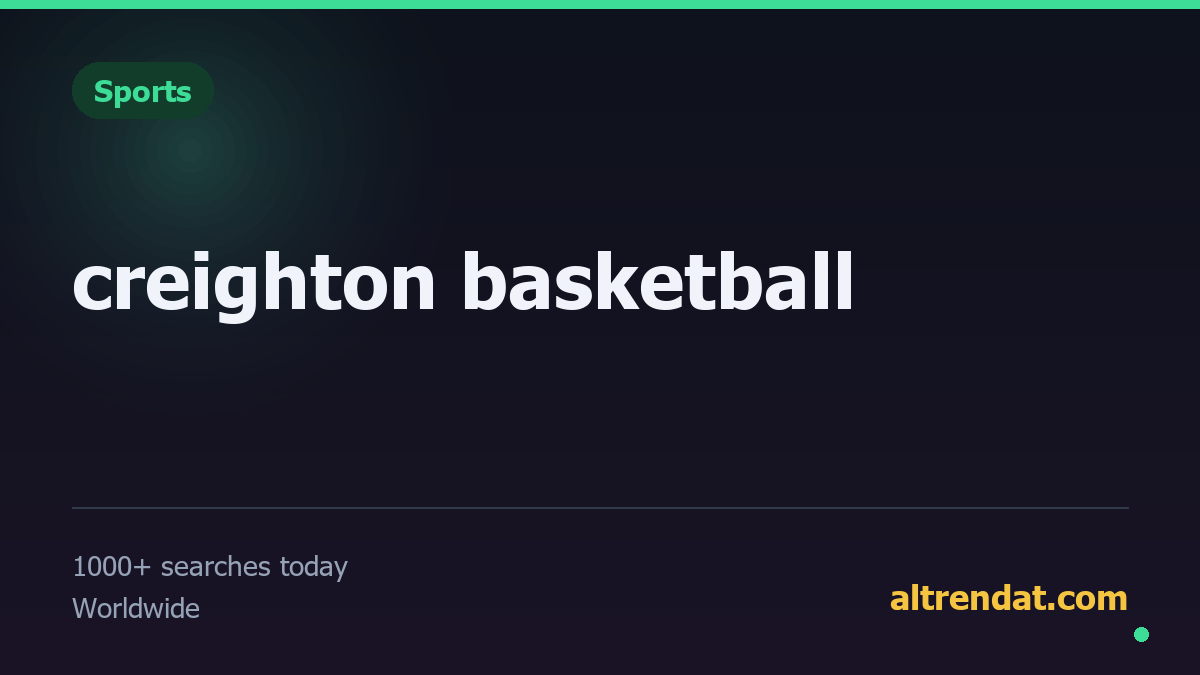 Sports
creighton basketball
1000+ searches today
Worldwide
altrendat.com